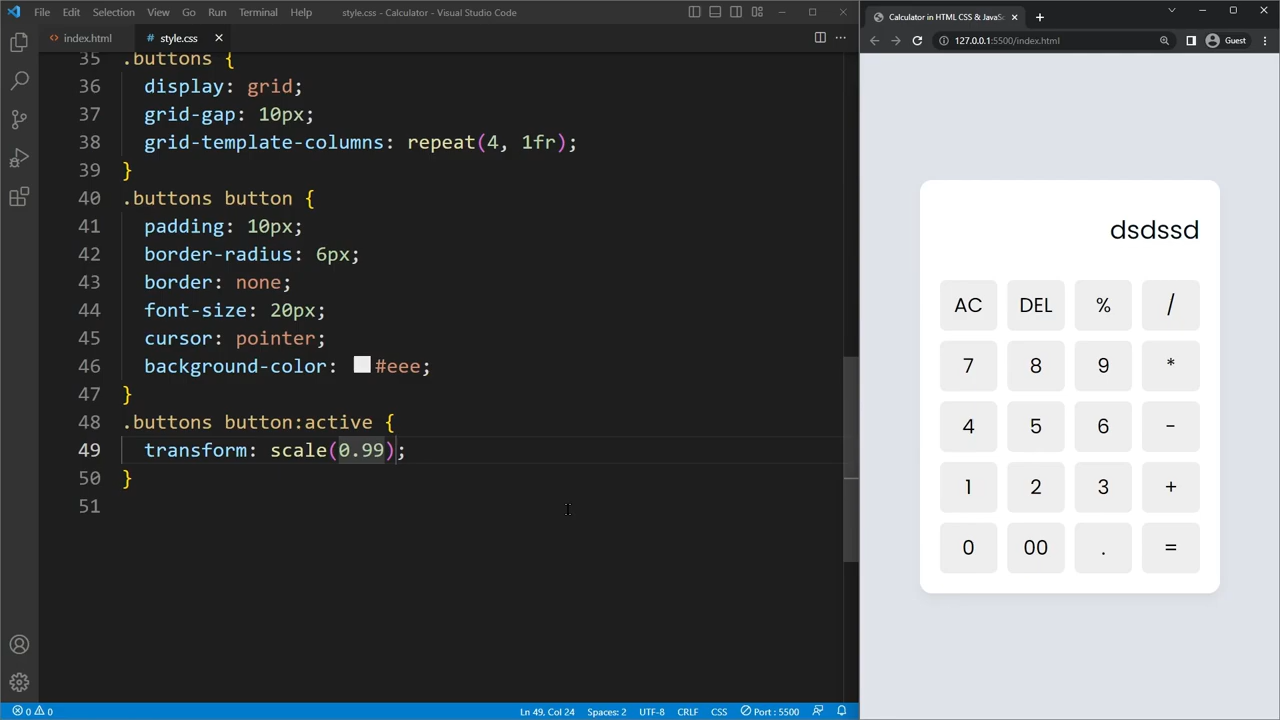 File Edit Selection View Go Run Terminal Help
style.css - Calculator - Visual Studio Code
index.html
# style.css
35 .buttons {
36 display: grid;
37 grid-gap: 10px;
38 grid-template-columns: repeat(4, 1fr);
39 }
40 .buttons button {
41 padding: 10px;
42 border-radius: 6px;
43 border: none;
44 font-size: 20px;
45 cursor: pointer;
46 background-color: #eee;
47 }
48 .buttons button:active {
49 transform: scale(0.99);
50 }
51
0 0 Ln 49, Col 24 Spaces: 2 UTF-8 CRLF CSS Port : 5500
Calculator in HTML CSS & JavaSc
127.0.0.1:5500/index.html
Guest
dsdssd
AC DEL % /
7 8 9 *
4 5 6 -
1 2 3 +
0 00 . =